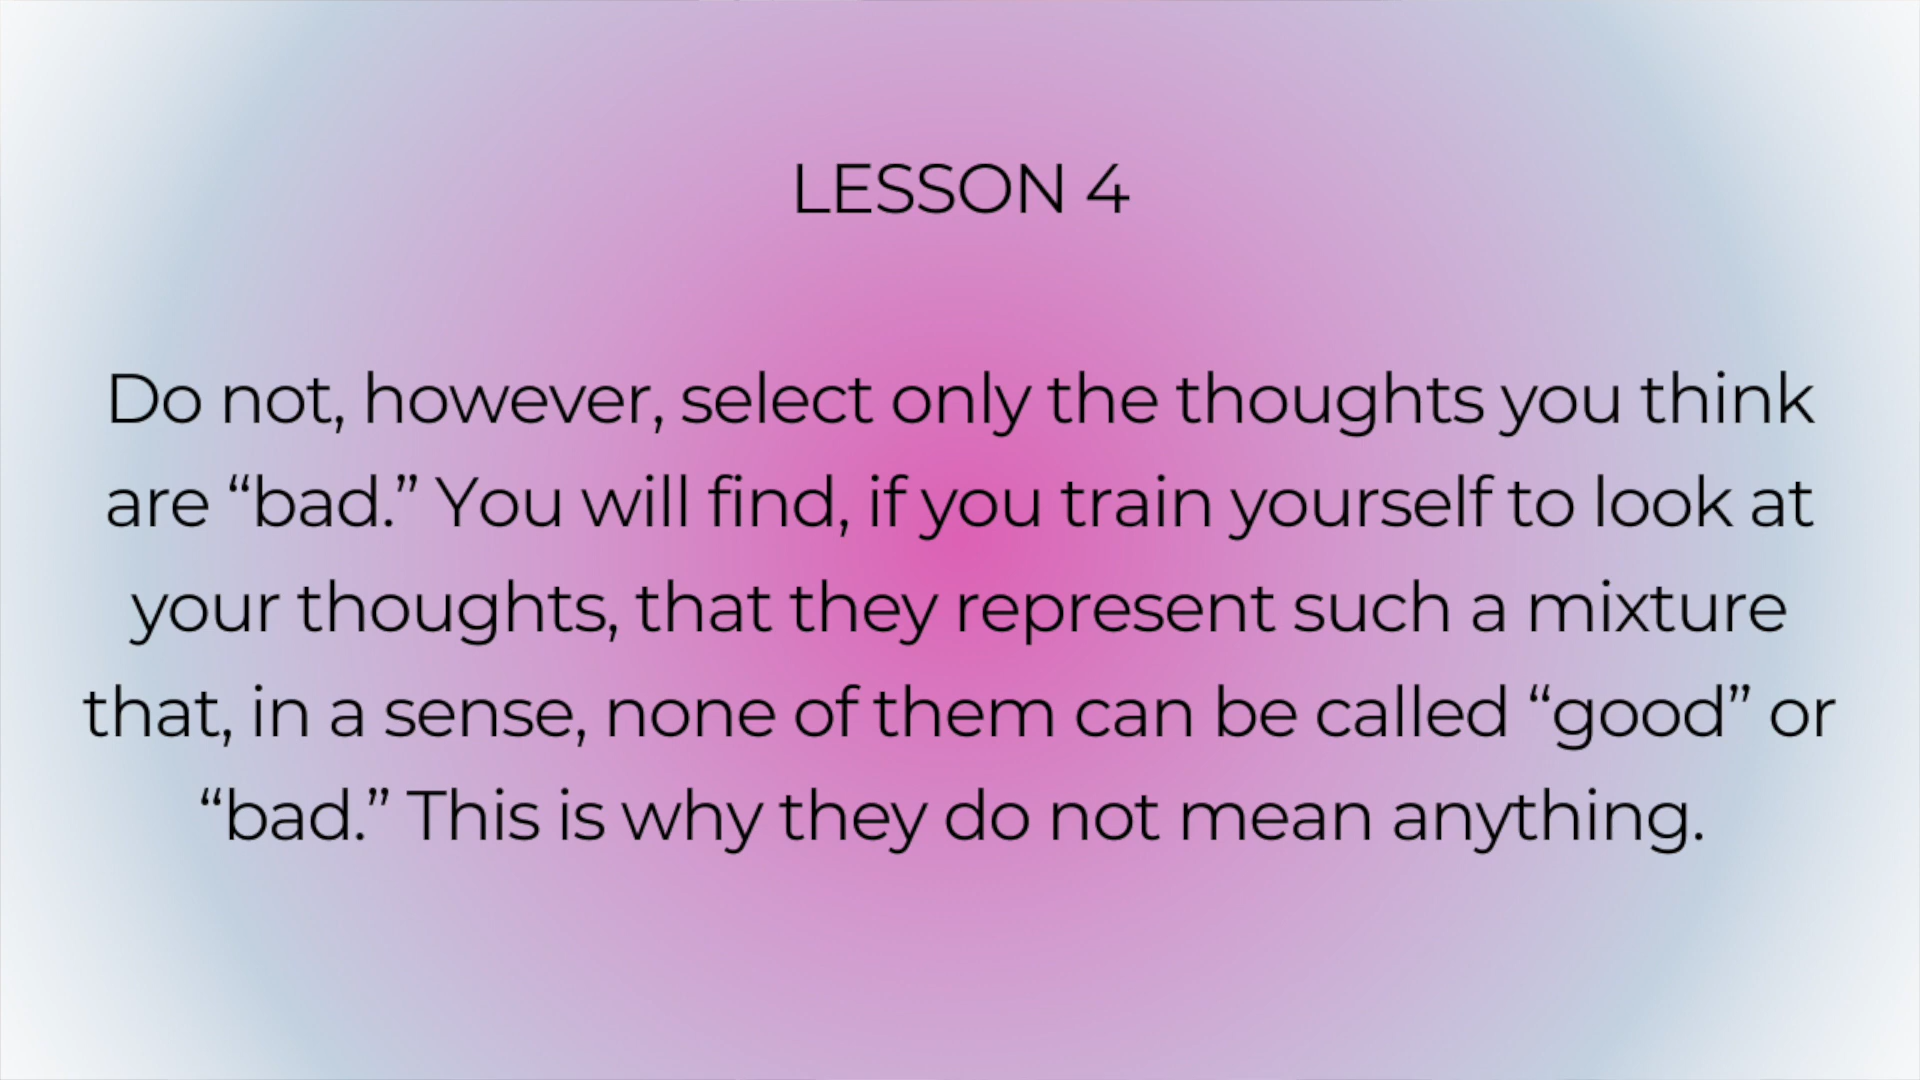 LESSON 4
Do not, however, select only the thoughts you think
are “bad.” You will find, if you train yourself to look at
your thoughts, that they represent such a mixture
that, in a sense, none of them can be called “good” or
“bad.” This is why they do not mean anything.